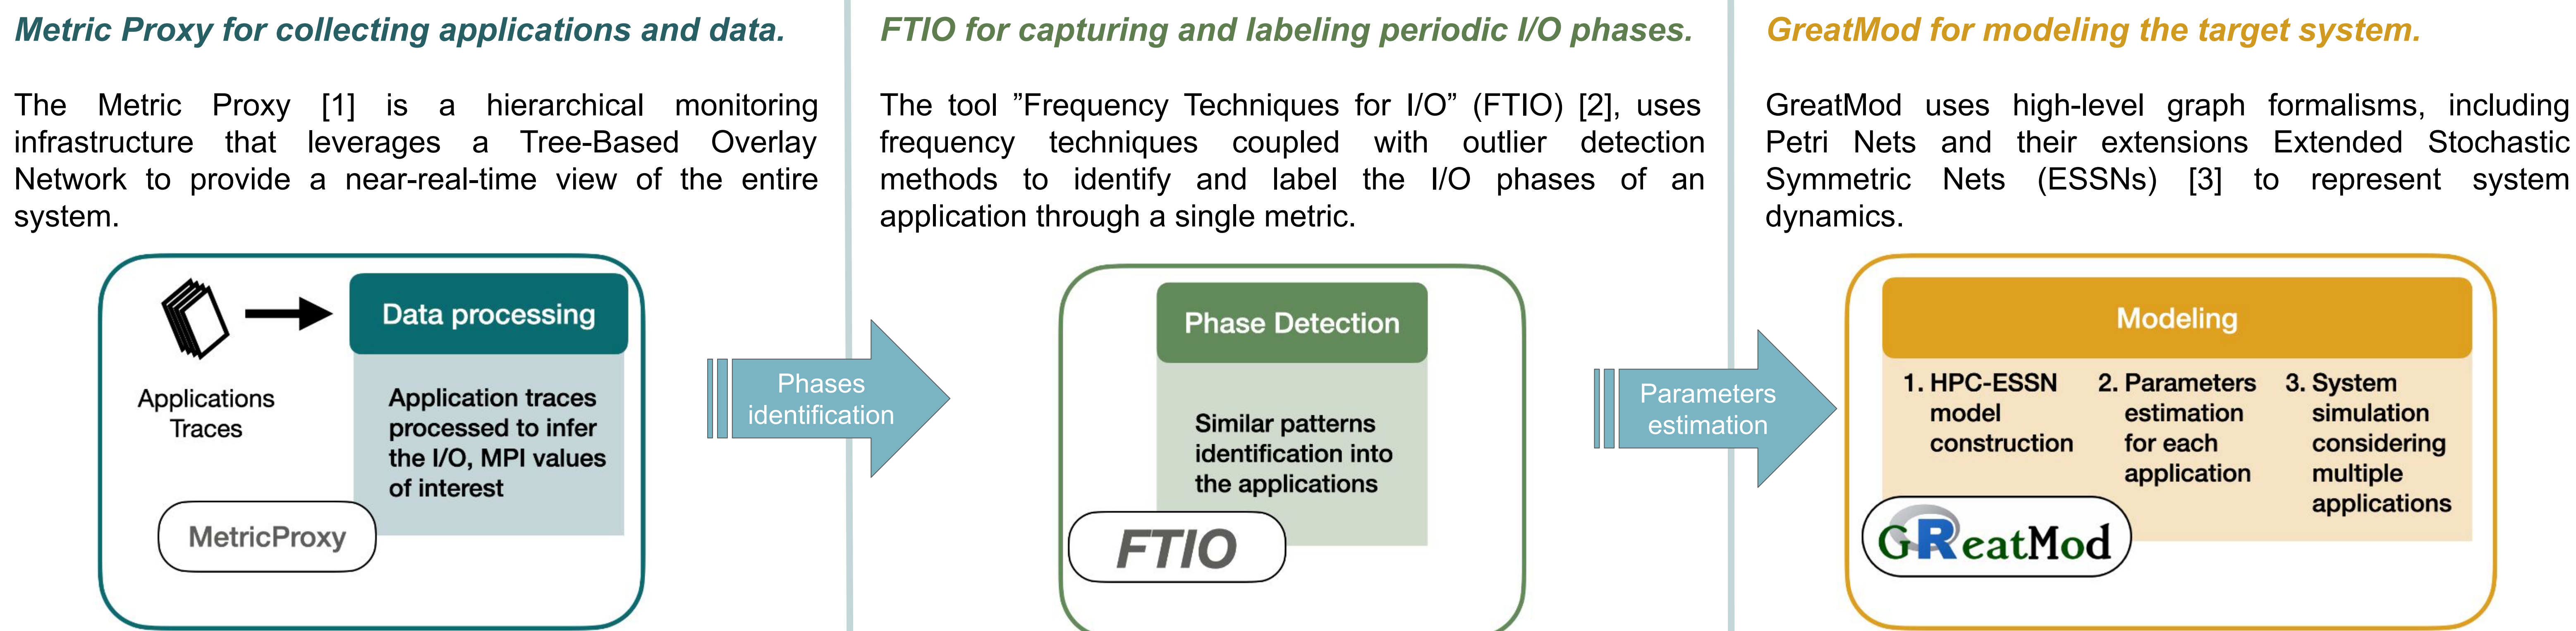 Metric Proxy for collecting applications and data.
The Metric Proxy [1] is a hierarchical monitoring
infrastructure that leverages a Tree-Based Overlay
Network to provide a near-real-time view of the entire
system.
Applications
Traces
Data processing
Application traces
processed to infer
the I/O, MPI values
of interest
MetricProxy
Phases
identification
FTIO for capturing and labeling periodic I/O phases.
The tool ”Frequency Techniques for I/O” (FTIO) [2], uses
frequency techniques coupled with outlier detection
methods to identify and label the I/O phases of an
application through a single metric.
Phase Detection
Similar patterns
identification into
the applications
FTIO
Parameters
estimation
GreatMod for modeling the target system.
GreatMod uses high-level graph formalisms, including
Petri Nets and their extensions Extended Stochastic
Symmetric Nets (ESSNs) [3] to represent system
dynamics.
Modeling
1. HPC-ESSN
model
construction
2. Parameters
estimation
for each
application
3. System
simulation
considering
multiple
applications
GReatMod